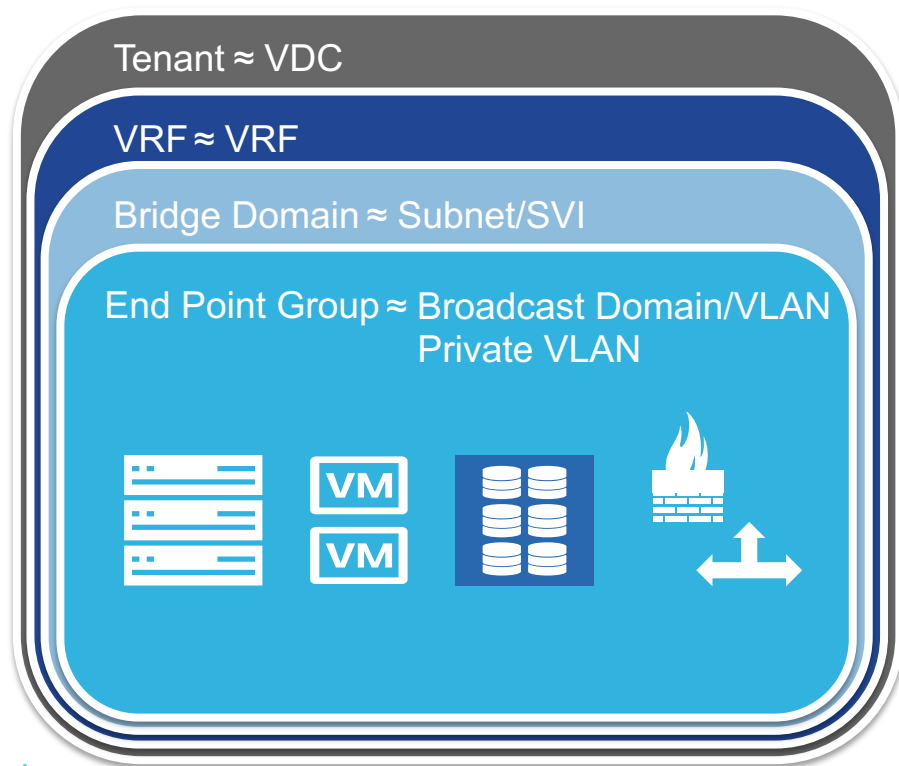 Tenant ≈ VDC
VRF ≈ VRF
Bridge Domain ≈ Subnet/SVI
End Point Group ≈ Broadcast Domain/VLAN
Private VLAN
VM
VM